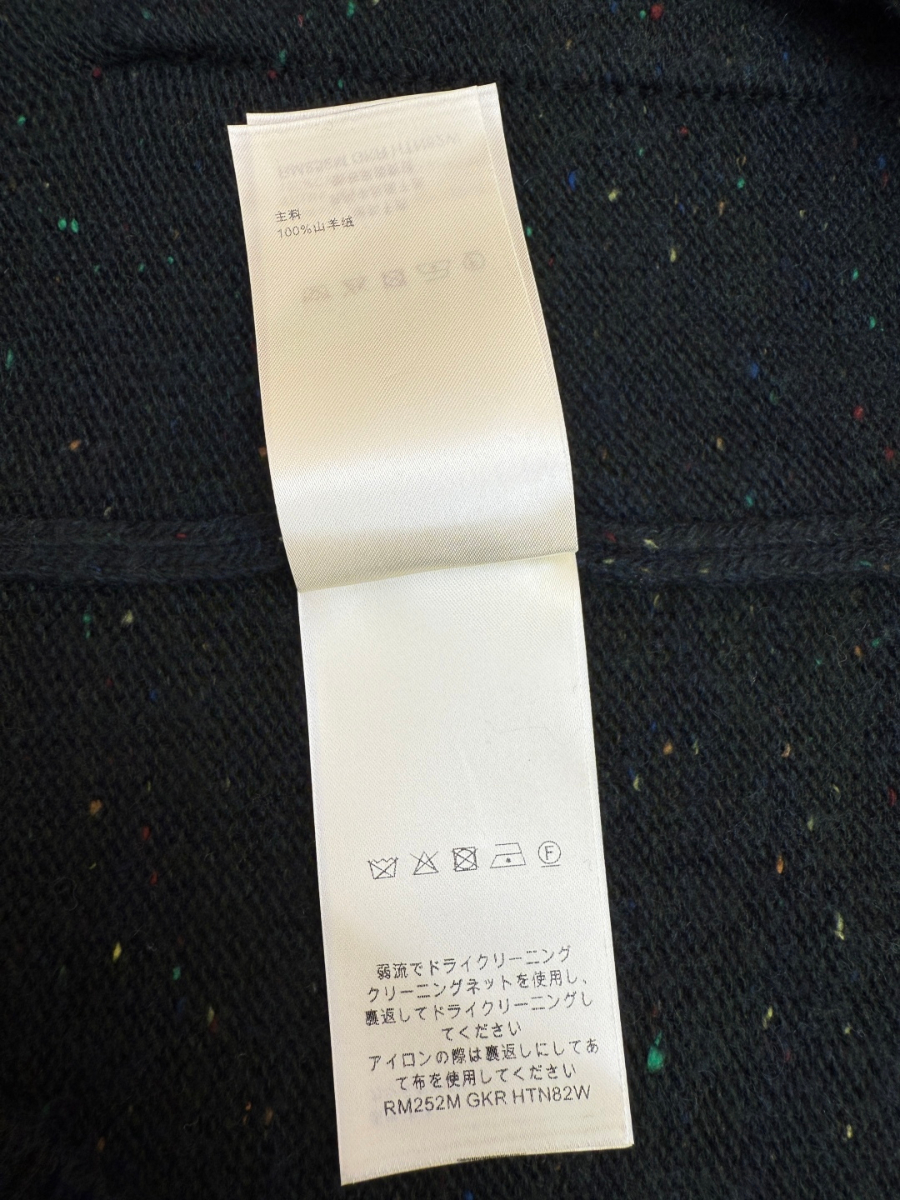 主料
100%山羊绒
F
弱流でドライクリーニング
クリーニングネットを使用し、
裏返してドライクリーニングし
てください
アイロンの際は裏返しにしてあ
て布を使用してください
RM252M GKR HTN82W